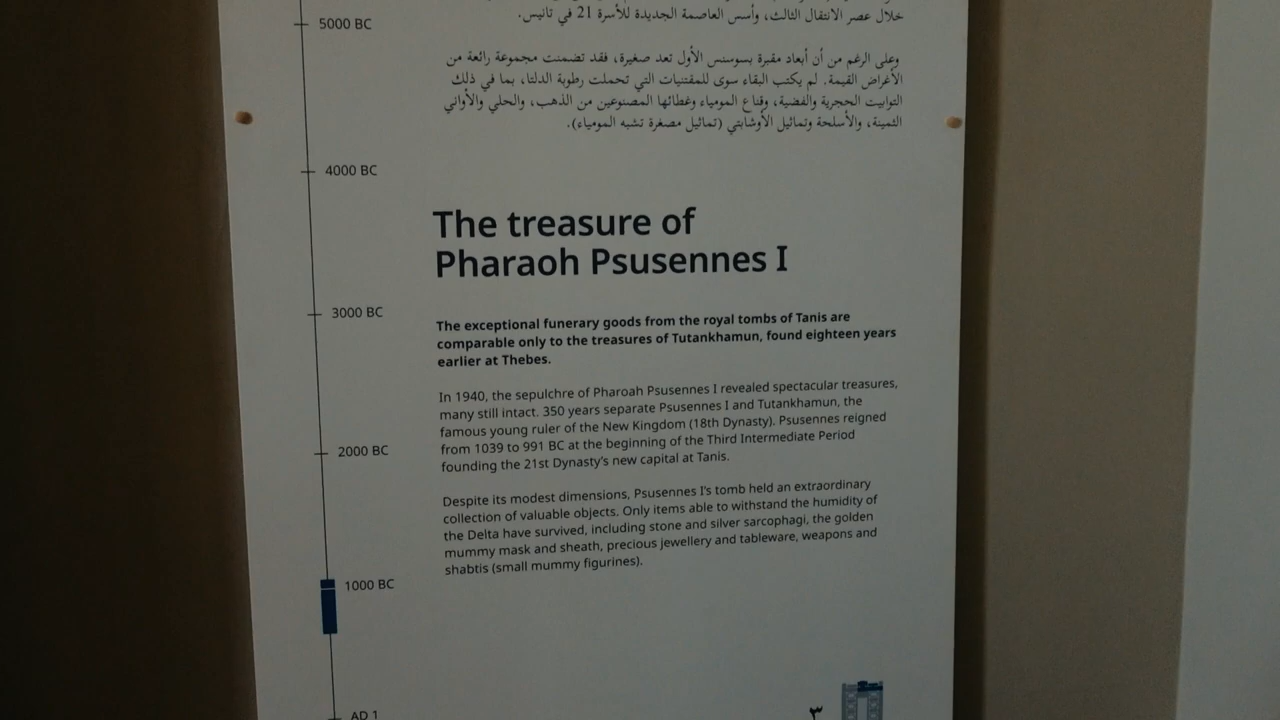 5000 BC
خلال عصر الانتقال الثالث، وأسس العاصمة الجديدة للأسرة 21 في تانيس.
وعلى الرغم من أن أبعاد مقبرة بسوسنس الأول تعد صغيرة، فقد تضمنت مجموعة رائعة من
الأغراض القيمة. لم يكتب البقاء سوى للمقتنيات التي تحملت رطوبة الدلتا، بما في ذلك
التوابيت الحجرية والفضية، وقناع المومياء وغطائها المصنوعين من الذهب، والحلي والأواني
الثمينة، والأسلحة وتماثيل الأوشابتي (تماثيل مصغرة تشبه المومياء).
4000 BC
The treasure of
Pharaoh Psusennes I
3000 BC
The exceptional funerary goods from the royal tombs of Tanis are
comparable only to the treasures of Tutankhamun, found eighteen years
earlier at Thebes.
In 1940, the sepulchre of Pharoah Psusennes I revealed spectacular treasures,
many still intact. 350 years separate Psusennes I and Tutankhamun, the
famous young ruler of the New Kingdom (18th Dynasty). Psusennes reigned
from 1039 to 991 BC at the beginning of the Third Intermediate Period
founding the 21st Dynasty's new capital at Tanis.
2000 BC
Despite its modest dimensions, Psusennes I's tomb held an extraordinary
collection of valuable objects. Only items able to withstand the humidity of
the Delta have survived, including stone and silver sarcophagi, the golden
mummy mask and sheath, precious jewellery and tableware, weapons and
shabtis (small mummy figurines).
1000 BC
AD 1
٣